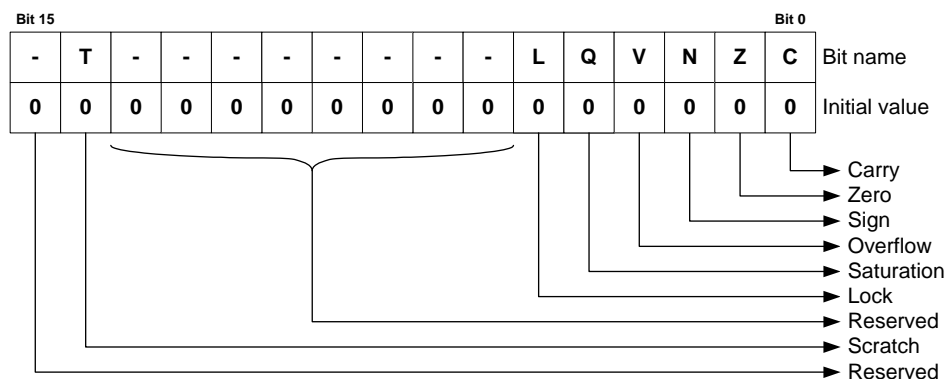 Bit 15 Bit 0
- T - - - - - - - - L Q V N Z C Bit name
0 0 0 0 0 0 0 0 0 0 0 0 0 0 0 0 Initial value
Carry
Zero
Sign
Overflow
Saturation
Lock
Reserved
Scratch
Reserved